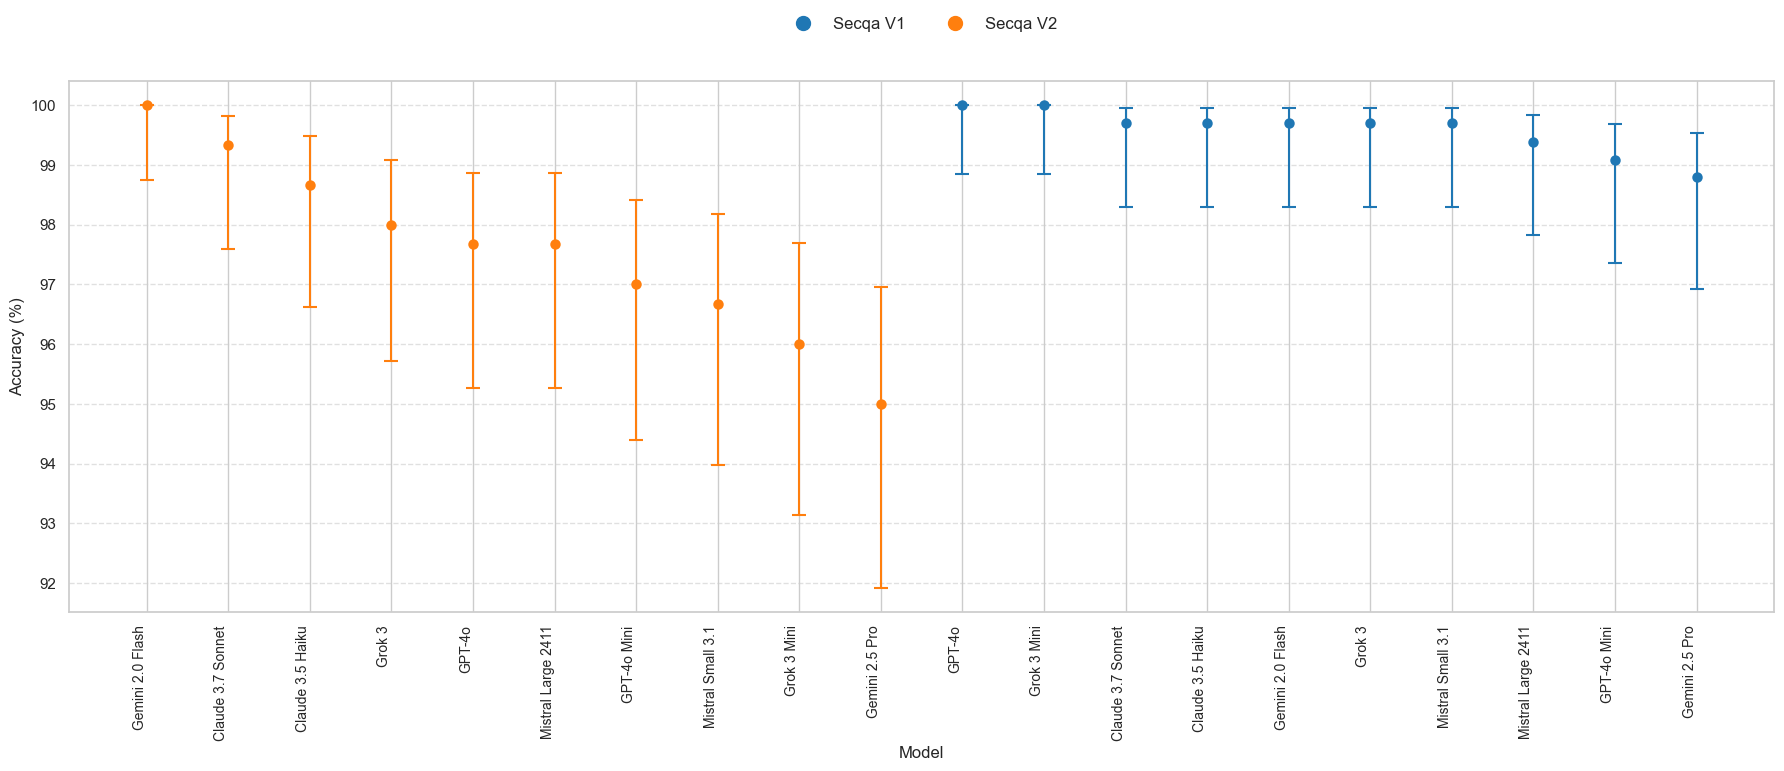 Secqa V1 Secqa V2
Accuracy (%)
100
99
98
97
96
95
94
93
92
Gemini 2.0 Flash
Claude 3.7 Sonnet
Claude 3.5 Haiku
Grok 3
GPT-4o
Mistral Large 2411
GPT-4o Mini
Mistral Small 3.1
Grok 3 Mini
Gemini 2.5 Pro
GPT-4o
Grok 3 Mini
Claude 3.7 Sonnet
Claude 3.5 Haiku
Gemini 2.0 Flash
Grok 3
Mistral Small 3.1
Mistral Large 2411
GPT-4o Mini
Gemini 2.5 Pro
Model